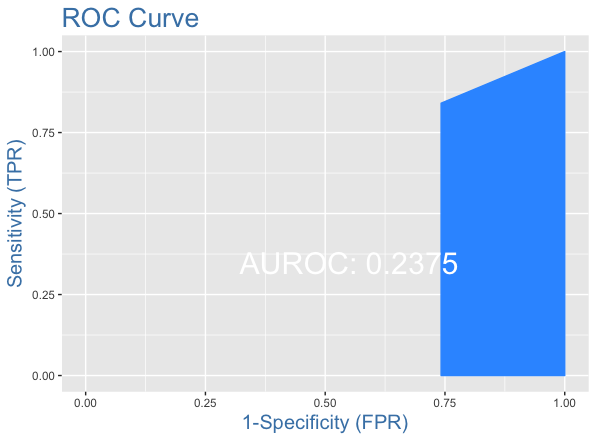 ROC Curve
1.00
0.75
0.50
0.25
0.00
Sensitivity (TPR)
AUROC: 0.2375
0.00 0.25 0.50 0.75 1.00
1-Specificity (FPR)